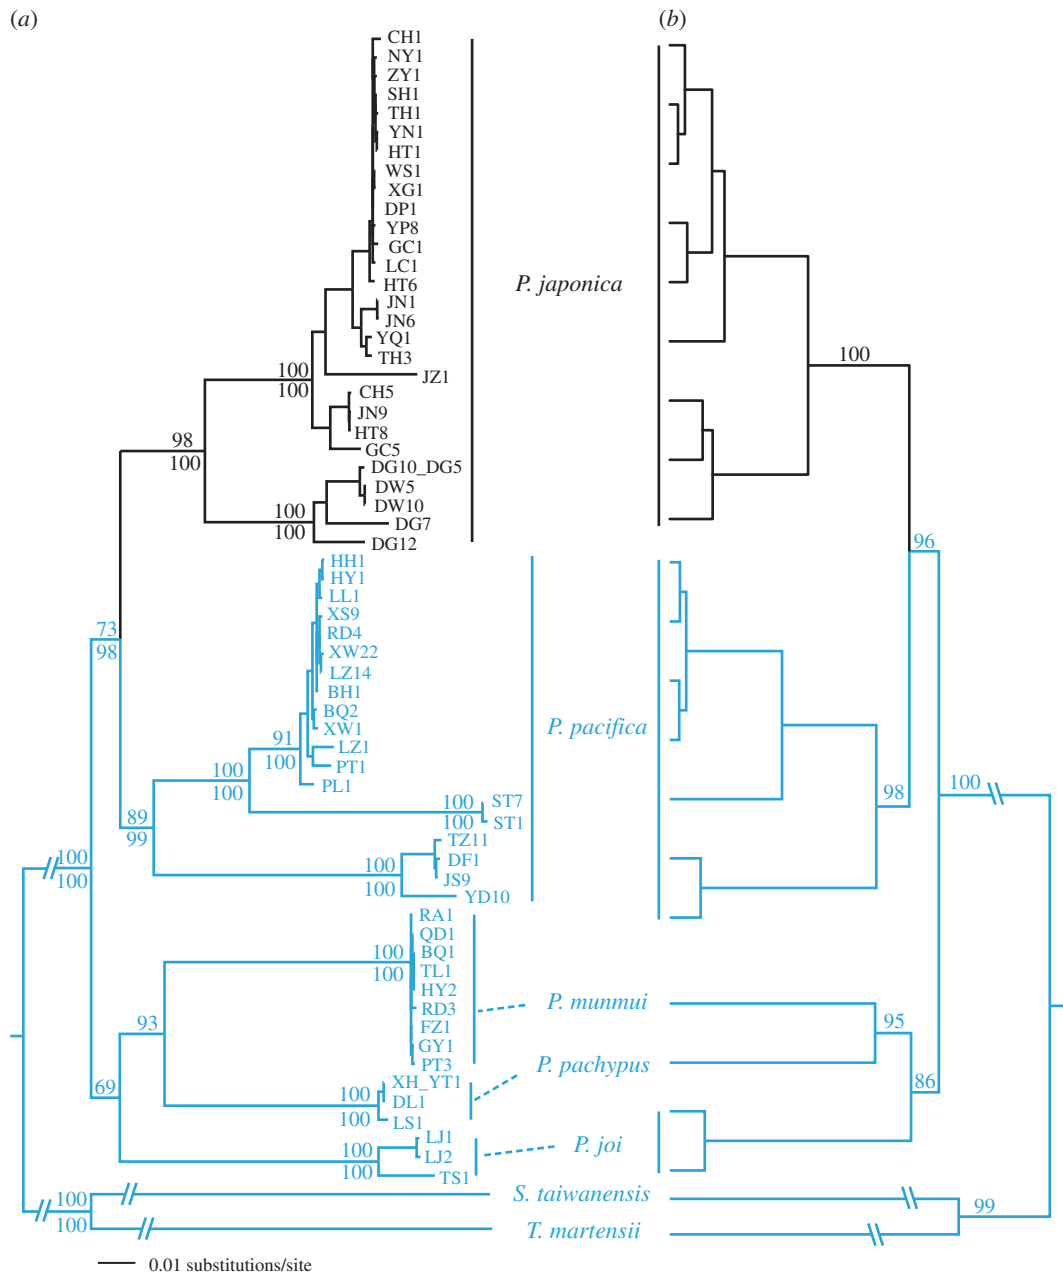 (a)
(b)
CH1
NY1
ZY1
SH1
TH1
YN1
HT1
WS1
XG1
DP1
YP8
GC1
LC1
HT6
JN1
JN6
YQ1
TH3
JZ1
CH5
JN9
HT8
GC5
DG10_DG5
DW5
DW10
DG7
DG12
100
100
98
100
100
100
P. japonica
100
HH1
HY1
LL1
XS9
RD4
XW22
LZ14
BH1
BQ2
XW1
LZ1
PT1
PL1
ST7
ST1
TZ11
DF1
JS9
YD10
73
98
91
100
100
100
100
100
89
99
100
100
100
100
P. pacifica
96
98
100
RA1
QD1
BQ1
TL1
HY2
RD3
FZ1
GY1
PT3
XH_YT1
DL1
LS1
LJ1
LJ2
TS1
100
100
93
69
100
100
100
100
P. munmui
P. pachypus
P. joi
95
86
100
100
S. taiwanensis
T. martensii
99
0.01 substitutions/site